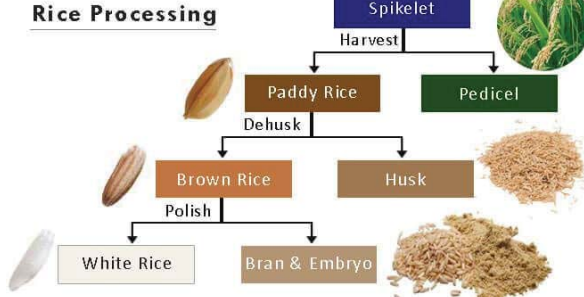 Rice Processing
Spikelet
Harvest
Paddy Rice
Pedicel
Dehusk
Brown Rice
Husk
Polish
White Rice
Bran & Embryo